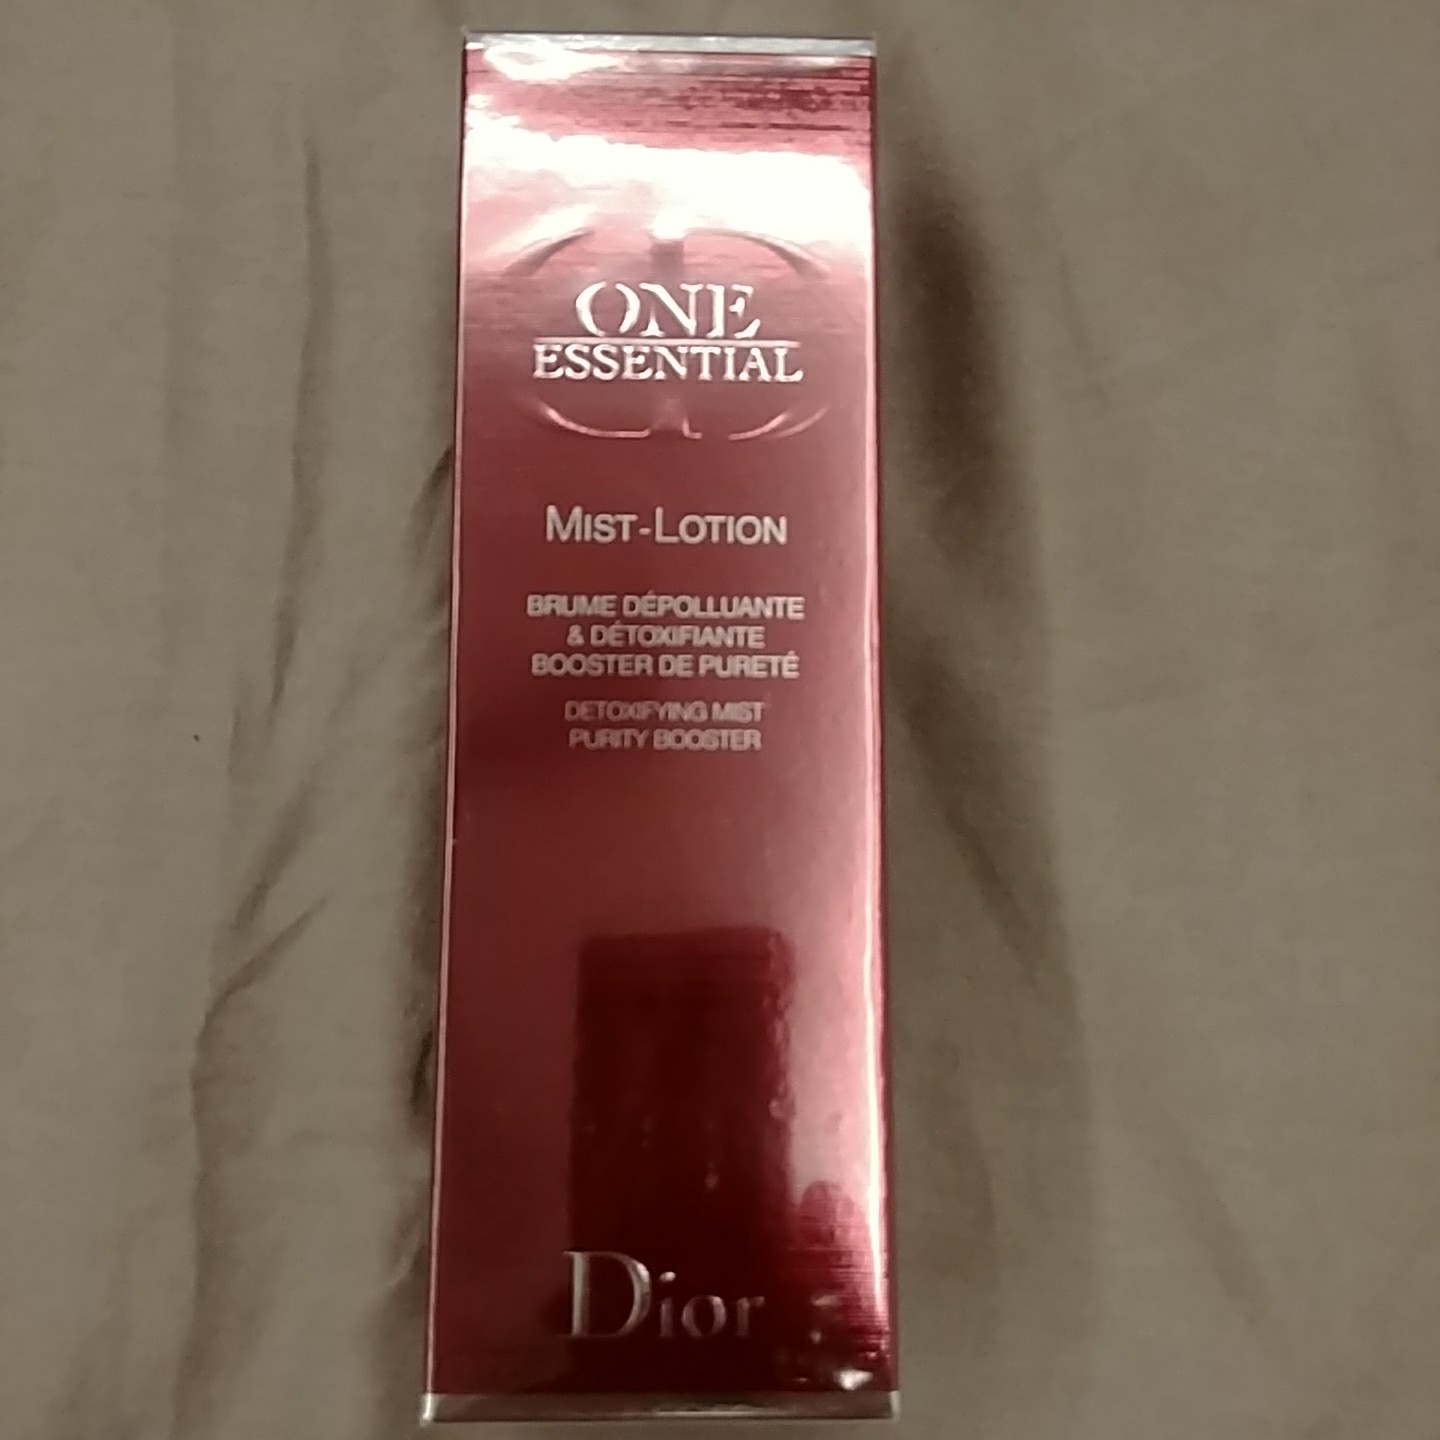 ONE
ESSENTIAL
MIST-LOTION
BRUME DÉPOLLUANTE
& DÉTOXIFIANTE
BOOSTER DE PURETÉ
DETOXIFYING MIST
PURITY BOOSTER
Dior